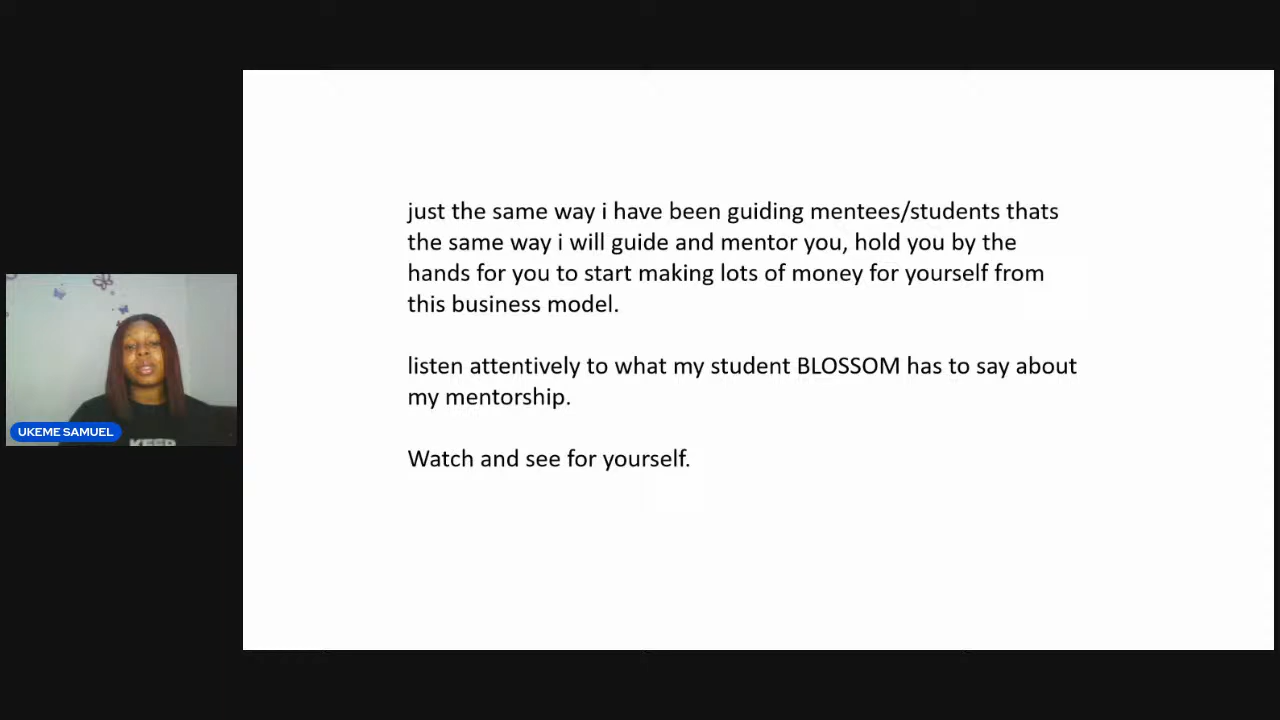 just the same way i have been guiding mentees/students thats
the same way i will guide and mentor you, hold you by the
hands for you to start making lots of money for yourself from
this business model.
listen attentively to what my student BLOSSOM has to say about
my mentorship.
Watch and see for yourself.
UKEME SAMUEL
KEEP